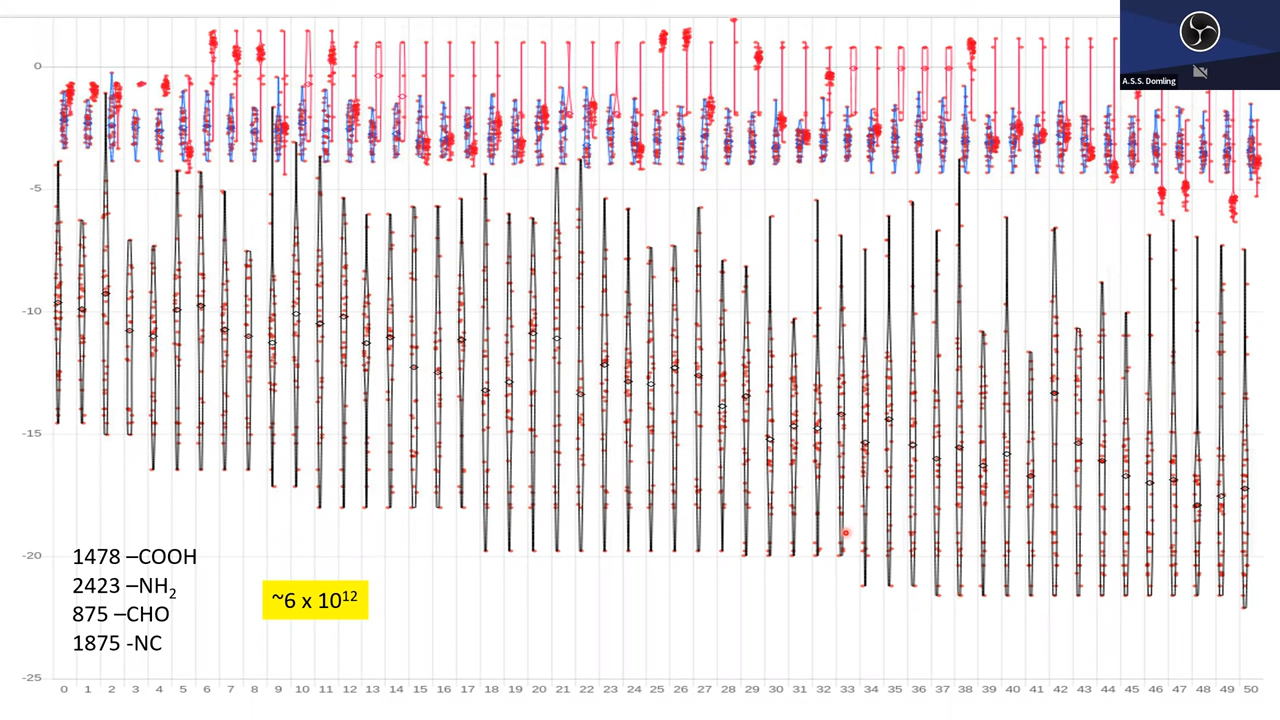 A.S.S. Domling
0
-5
-10
-15
-20
-25
1478 –COOH
2423 –NH₂
875 –CHO
1875 -NC
~6 x 10¹²
0 1 2 3 4 5 6 7 8 9 10 11 12 13 14 15 16 17 18 19 20 21 22 23 24 25 26 27 28 29 30 31 32 33 34 35 36 37 38 39 40 41 42 43 44 45 46 47 48 49 50